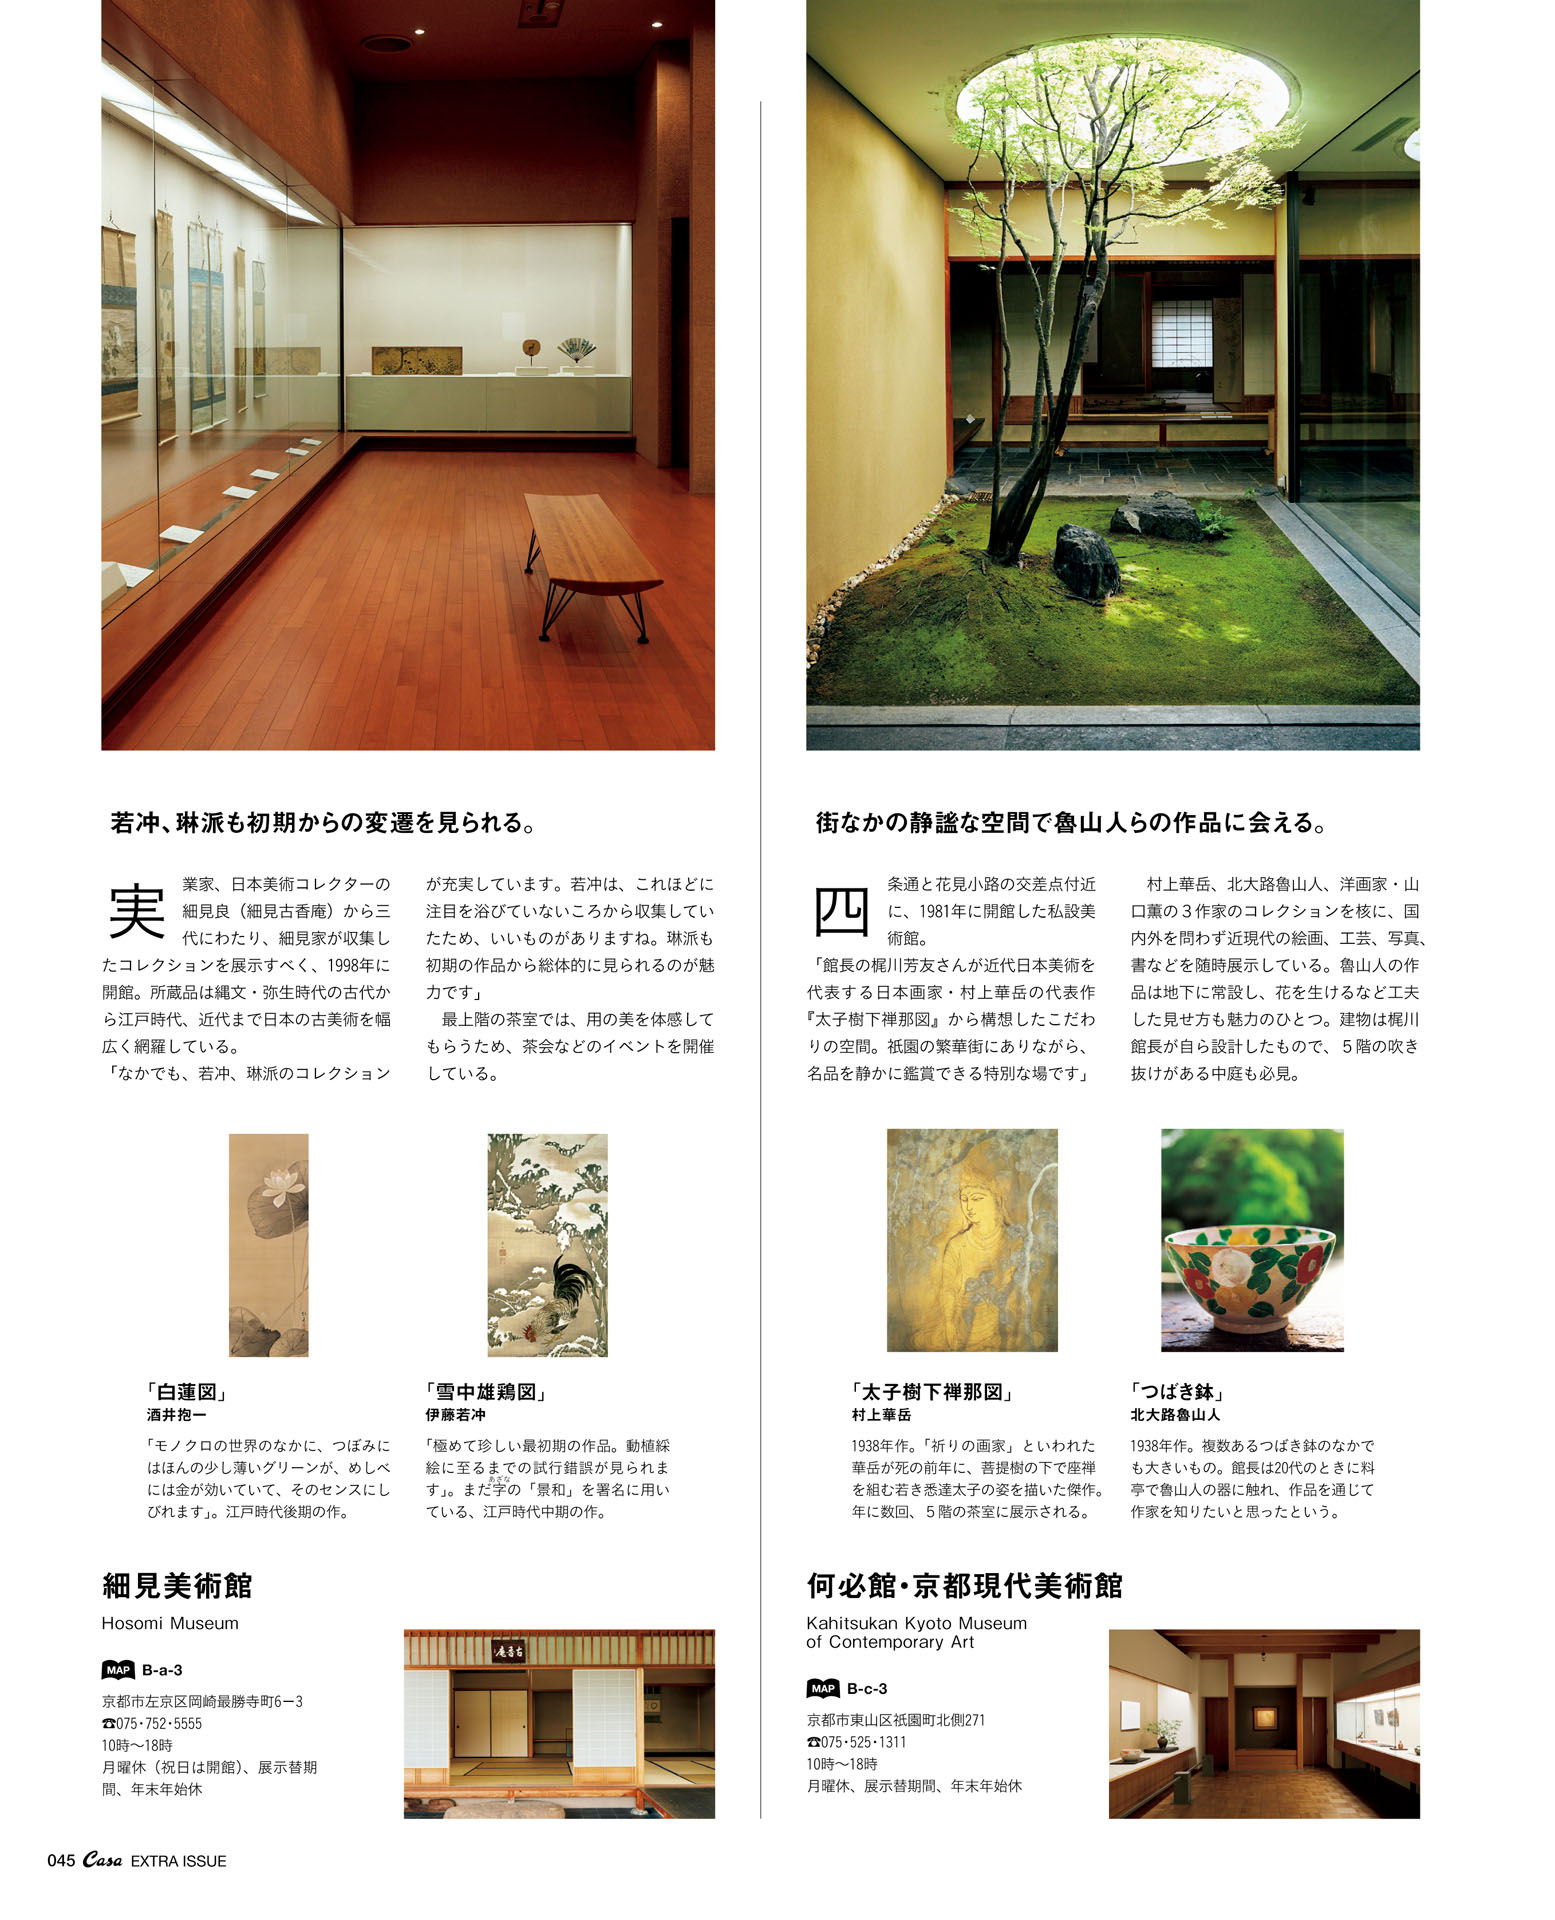 若冲、琳派も初期からの変遷を見られる。
実業家、日本美術コレクターの
細見良（細見古香庵）から三
代にわたり、細見家が収集し
たコレクションを展示すべく、1998年に
開館。所蔵品は縄文・弥生時代の古代か
ら江戸時代、近代まで日本の古美術を幅
広く網羅している。
「なかでも、若冲、琳派のコレクション
が充実しています。若冲は、これほどに
注目を浴びていないころから収集してい
たため、いいものがありますね。琳派も
初期の作品から総体的に見られるのが魅
力です」
最上階の茶室では、用の美を体感して
もらうため、茶会などのイベントを開催
している。
「白蓮図」
酒井抱一
「モノクロの世界のなかに、つぼみに
はほんの少し薄いグリーンが、めしべ
には金が効いていて、そのセンスにし
びれます」。江戸時代後期の作。
「雪中雄鶏図」
伊藤若冲
「極めて珍しい最初期の作品。動植綵
絵に至るまでの試行錯誤が見られま
あざな
す」。まだ字の「景和」を署名に用い
ている、江戸時代中期の作。
細見美術館
Hosomi Museum
MAP B-a-3
京都市左京区岡崎最勝寺町6−3
☎075・752・5555
10時〜18時
月曜休（祝日は開館）、展示替期
間、年末年始休
街なかの静謐な空間で魯山人らの作品に会える。
四条通と花見小路の交差点付近
に、1981年に開館した私設美
術館。
「館長の梶川芳友さんが近代日本美術を
代表する日本画家・村上華岳の代表作
『太子樹下禅那図』から構想したこだわ
りの空間。祇園の繁華街にありながら、
名品を静かに鑑賞できる特別な場です」
村上華岳、北大路魯山人、洋画家・山
口薫の３作家のコレクションを核に、国
内外を問わず近現代の絵画、工芸、写真、
書などを随時展示している。魯山人の作
品は地下に常設し、花を生けるなど工夫
した見せ方も魅力のひとつ。建物は梶川
館長が自ら設計したもので、５階の吹き
抜けがある中庭も必見。
「太子樹下禅那図」
村上華岳
1938年作。「祈りの画家」といわれた
華岳が死の前年に、菩提樹の下で座禅
を組む若き悉達太子の姿を描いた傑作。
年に数回、５階の茶室に展示される。
「つばき鉢」
北大路魯山人
1938年作。複数あるつばき鉢のなかで
も大きいもの。館長は20代のときに料
亭で魯山人の器に触れ、作品を通じて
作家を知りたいと思ったという。
何必館・京都現代美術館
Kahitsukan Kyoto Museum
of Contemporary Art
MAP B-c-3
京都市東山区祇園町北側271
☎075・525・1311
10時〜18時
月曜休、展示替期間、年末年始休
045 Casa EXTRA ISSUE